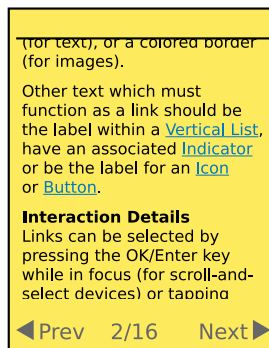 (for text), or a colored border
(for images).
Other text which must
function as a link should be
the label within a Vertical List,
have an associated Indicator
or be the label for an Icon
or Button.
Interaction Details
Links can be selected by
pressing the OK/Enter key
while in focus (for scroll-and-
select devices) or tapping
Prev 2/16 Next